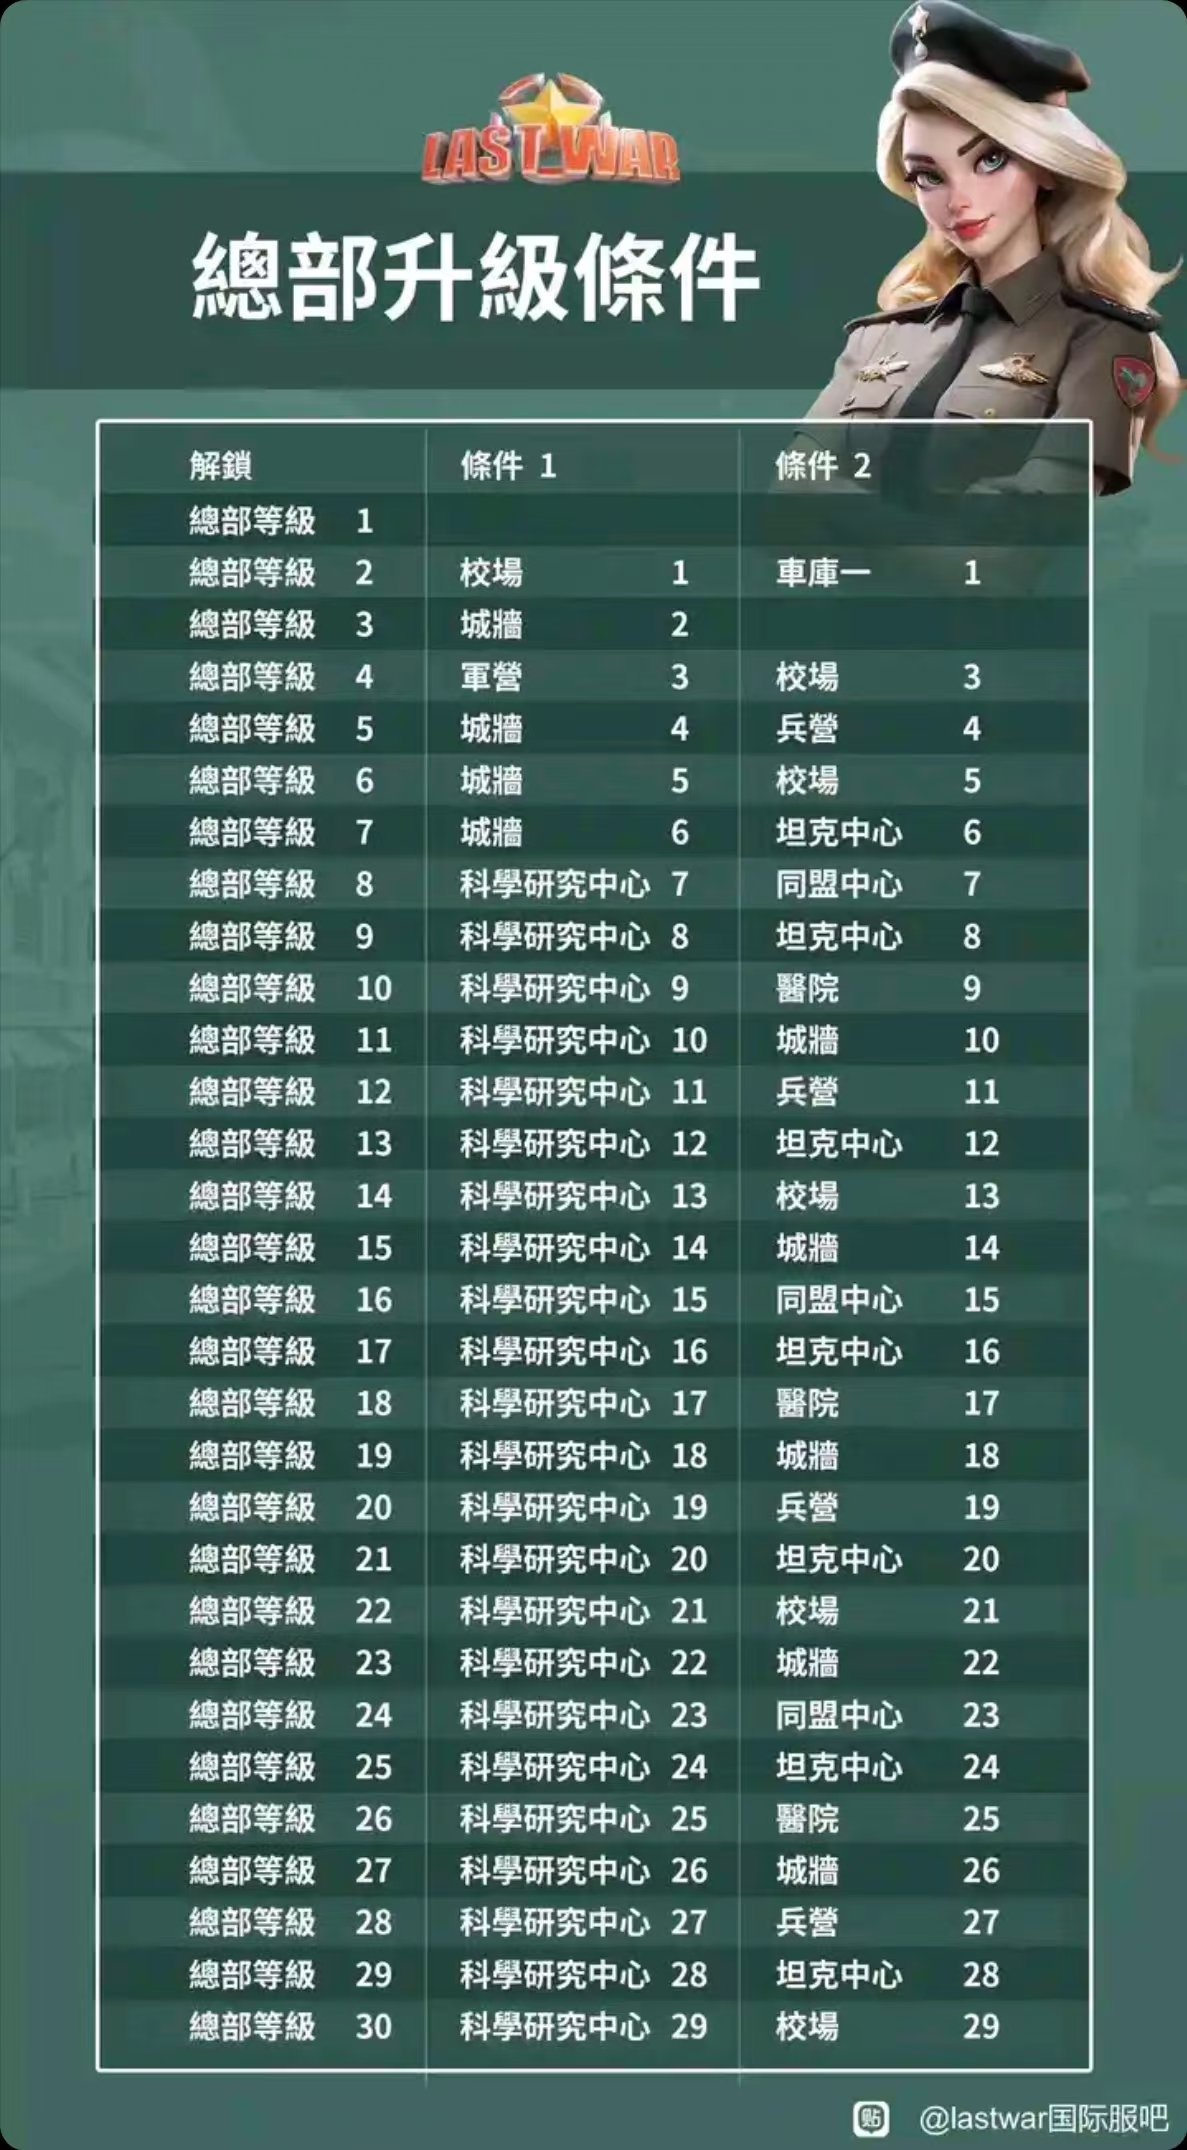 LAST WAR
總部升級條件
解鎖 條件 1 條件 2
總部等級 1
總部等級 2 校場 1 車庫一 1
總部等級 3 城牆 2
總部等級 4 軍營 3 校場 3
總部等級 5 城牆 4 兵營 4
總部等級 6 城牆 5 校場 5
總部等級 7 城牆 6 坦克中心 6
總部等級 8 科學研究中心 7 同盟中心 7
總部等級 9 科學研究中心 8 坦克中心 8
總部等級 10 科學研究中心 9 醫院 9
總部等級 11 科學研究中心 10 城牆 10
總部等級 12 科學研究中心 11 兵營 11
總部等級 13 科學研究中心 12 坦克中心 12
總部等級 14 科學研究中心 13 校場 13
總部等級 15 科學研究中心 14 城牆 14
總部等級 16 科學研究中心 15 同盟中心 15
總部等級 17 科學研究中心 16 坦克中心 16
總部等級 18 科學研究中心 17 醫院 17
總部等級 19 科學研究中心 18 城牆 18
總部等級 20 科學研究中心 19 兵營 19
總部等級 21 科學研究中心 20 坦克中心 20
總部等級 22 科學研究中心 21 校場 21
總部等級 23 科學研究中心 22 城牆 22
總部等級 24 科學研究中心 23 同盟中心 23
總部等級 25 科學研究中心 24 坦克中心 24
總部等級 26 科學研究中心 25 醫院 25
總部等級 27 科學研究中心 26 城牆 26
總部等級 28 科學研究中心 27 兵營 27
總部等級 29 科學研究中心 28 坦克中心 28
總部等級 30 科學研究中心 29 校場 29
貼 @lastwar国际服吧